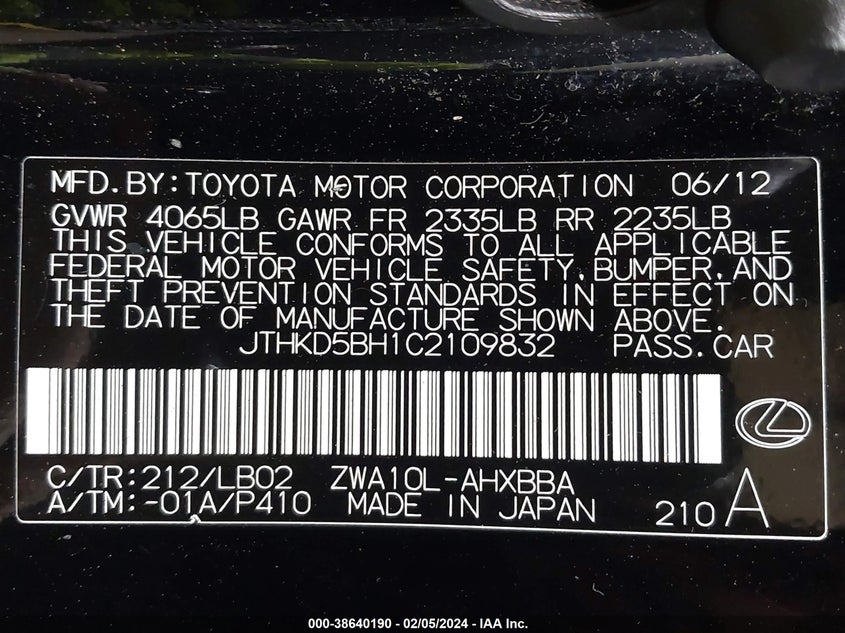 MFD.BY:TOYOTA MOTOR CORPORATION 06/12
GVWR 4065LB GAWR FR 2335LB RR 2235LB
THIS VEHICLE CONFORMS TO ALL APPLICABLE
FEDERAL MOTOR VEHICLE SAFETY,BUMPER,AND
THEFT PREVENTION STANDARDS IN EFFECT ON
THE DATE OF MANUFACTURE SHOWN ABOVE.
JTHKD5BH1C2109832 PASS.CAR
C/TR:212/LB02 ZWA10L-AHXBBA
A/TM:-01A/P410 MADE IN JAPAN 210 A
000-38640190 - 02/05/2024 - IAA Inc.